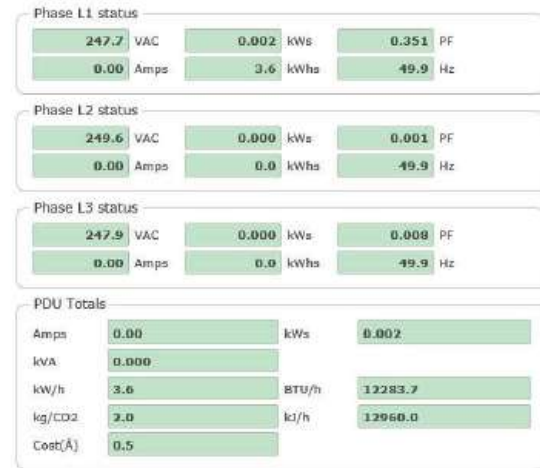 Phase L1 status
247.7 VAC 0.002 kWs 0.351 PF
0.00 Amps 3.6 kWhs 49.9 Hz
Phase L2 status
249.6 VAC 0.000 kWs 0.001 PF
0.00 Amps 0.0 kWhs 49.9 Hz
Phase L3 status
247.9 VAC 0.000 kWs 0.008 PF
0.00 Amps 0.0 kWhs 49.9 Hz
PDU Totals
Amps 0.00 kWs 0.002
kVA 0.000
kW/h 3.6 BTU/h 12283.7
kg/CO2 2.0 kJ/h 12960.0
Cost(Â) 0.5